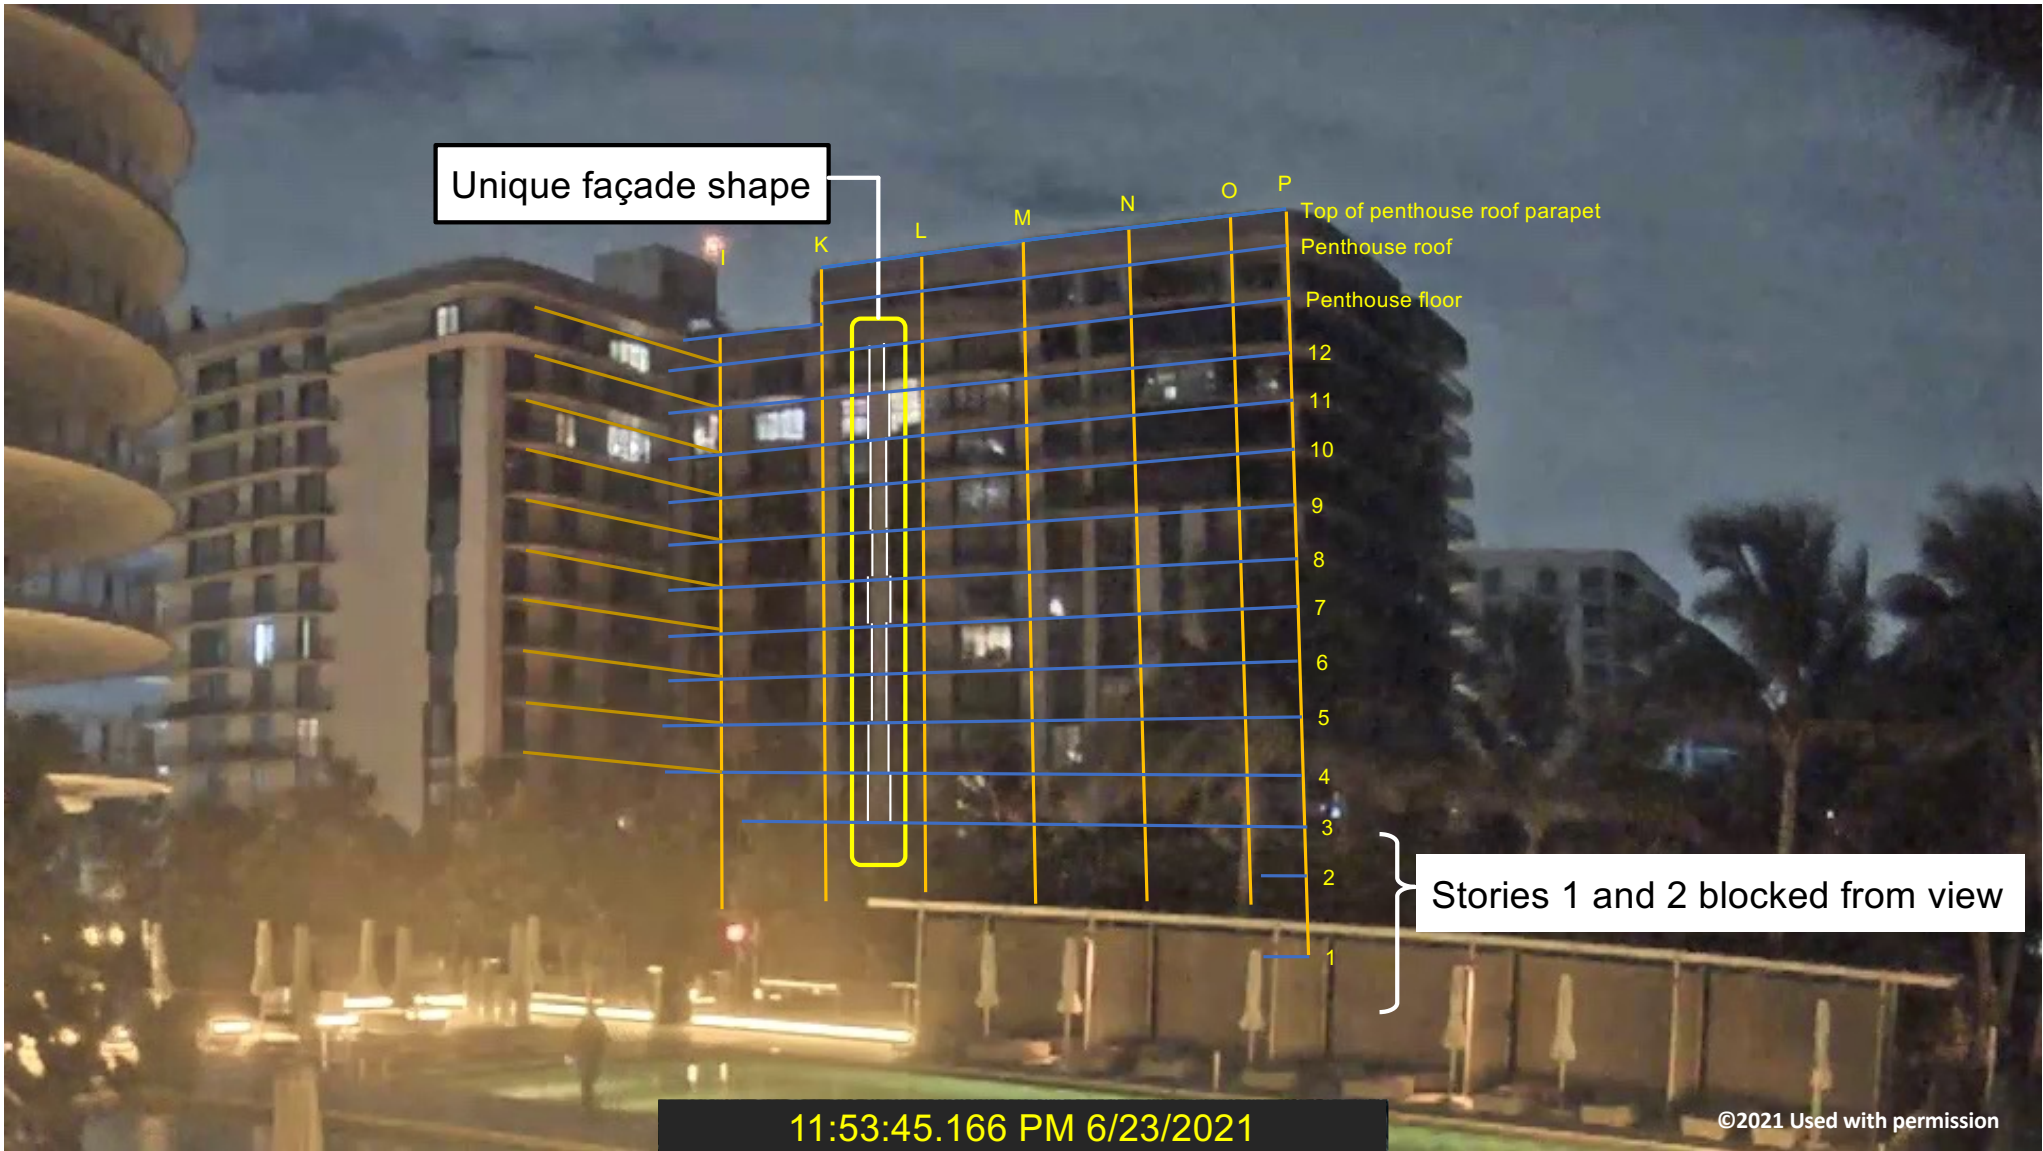 Unique façade shape
I
K
L
M
N
O
P
Top of penthouse roof parapet
Penthouse roof
Penthouse floor
12
11
10
9
8
7
6
5
4
3
2
1
Stories 1 and 2 blocked from view
11:53:45.166 PM 6/23/2021
©2021 Used with permission